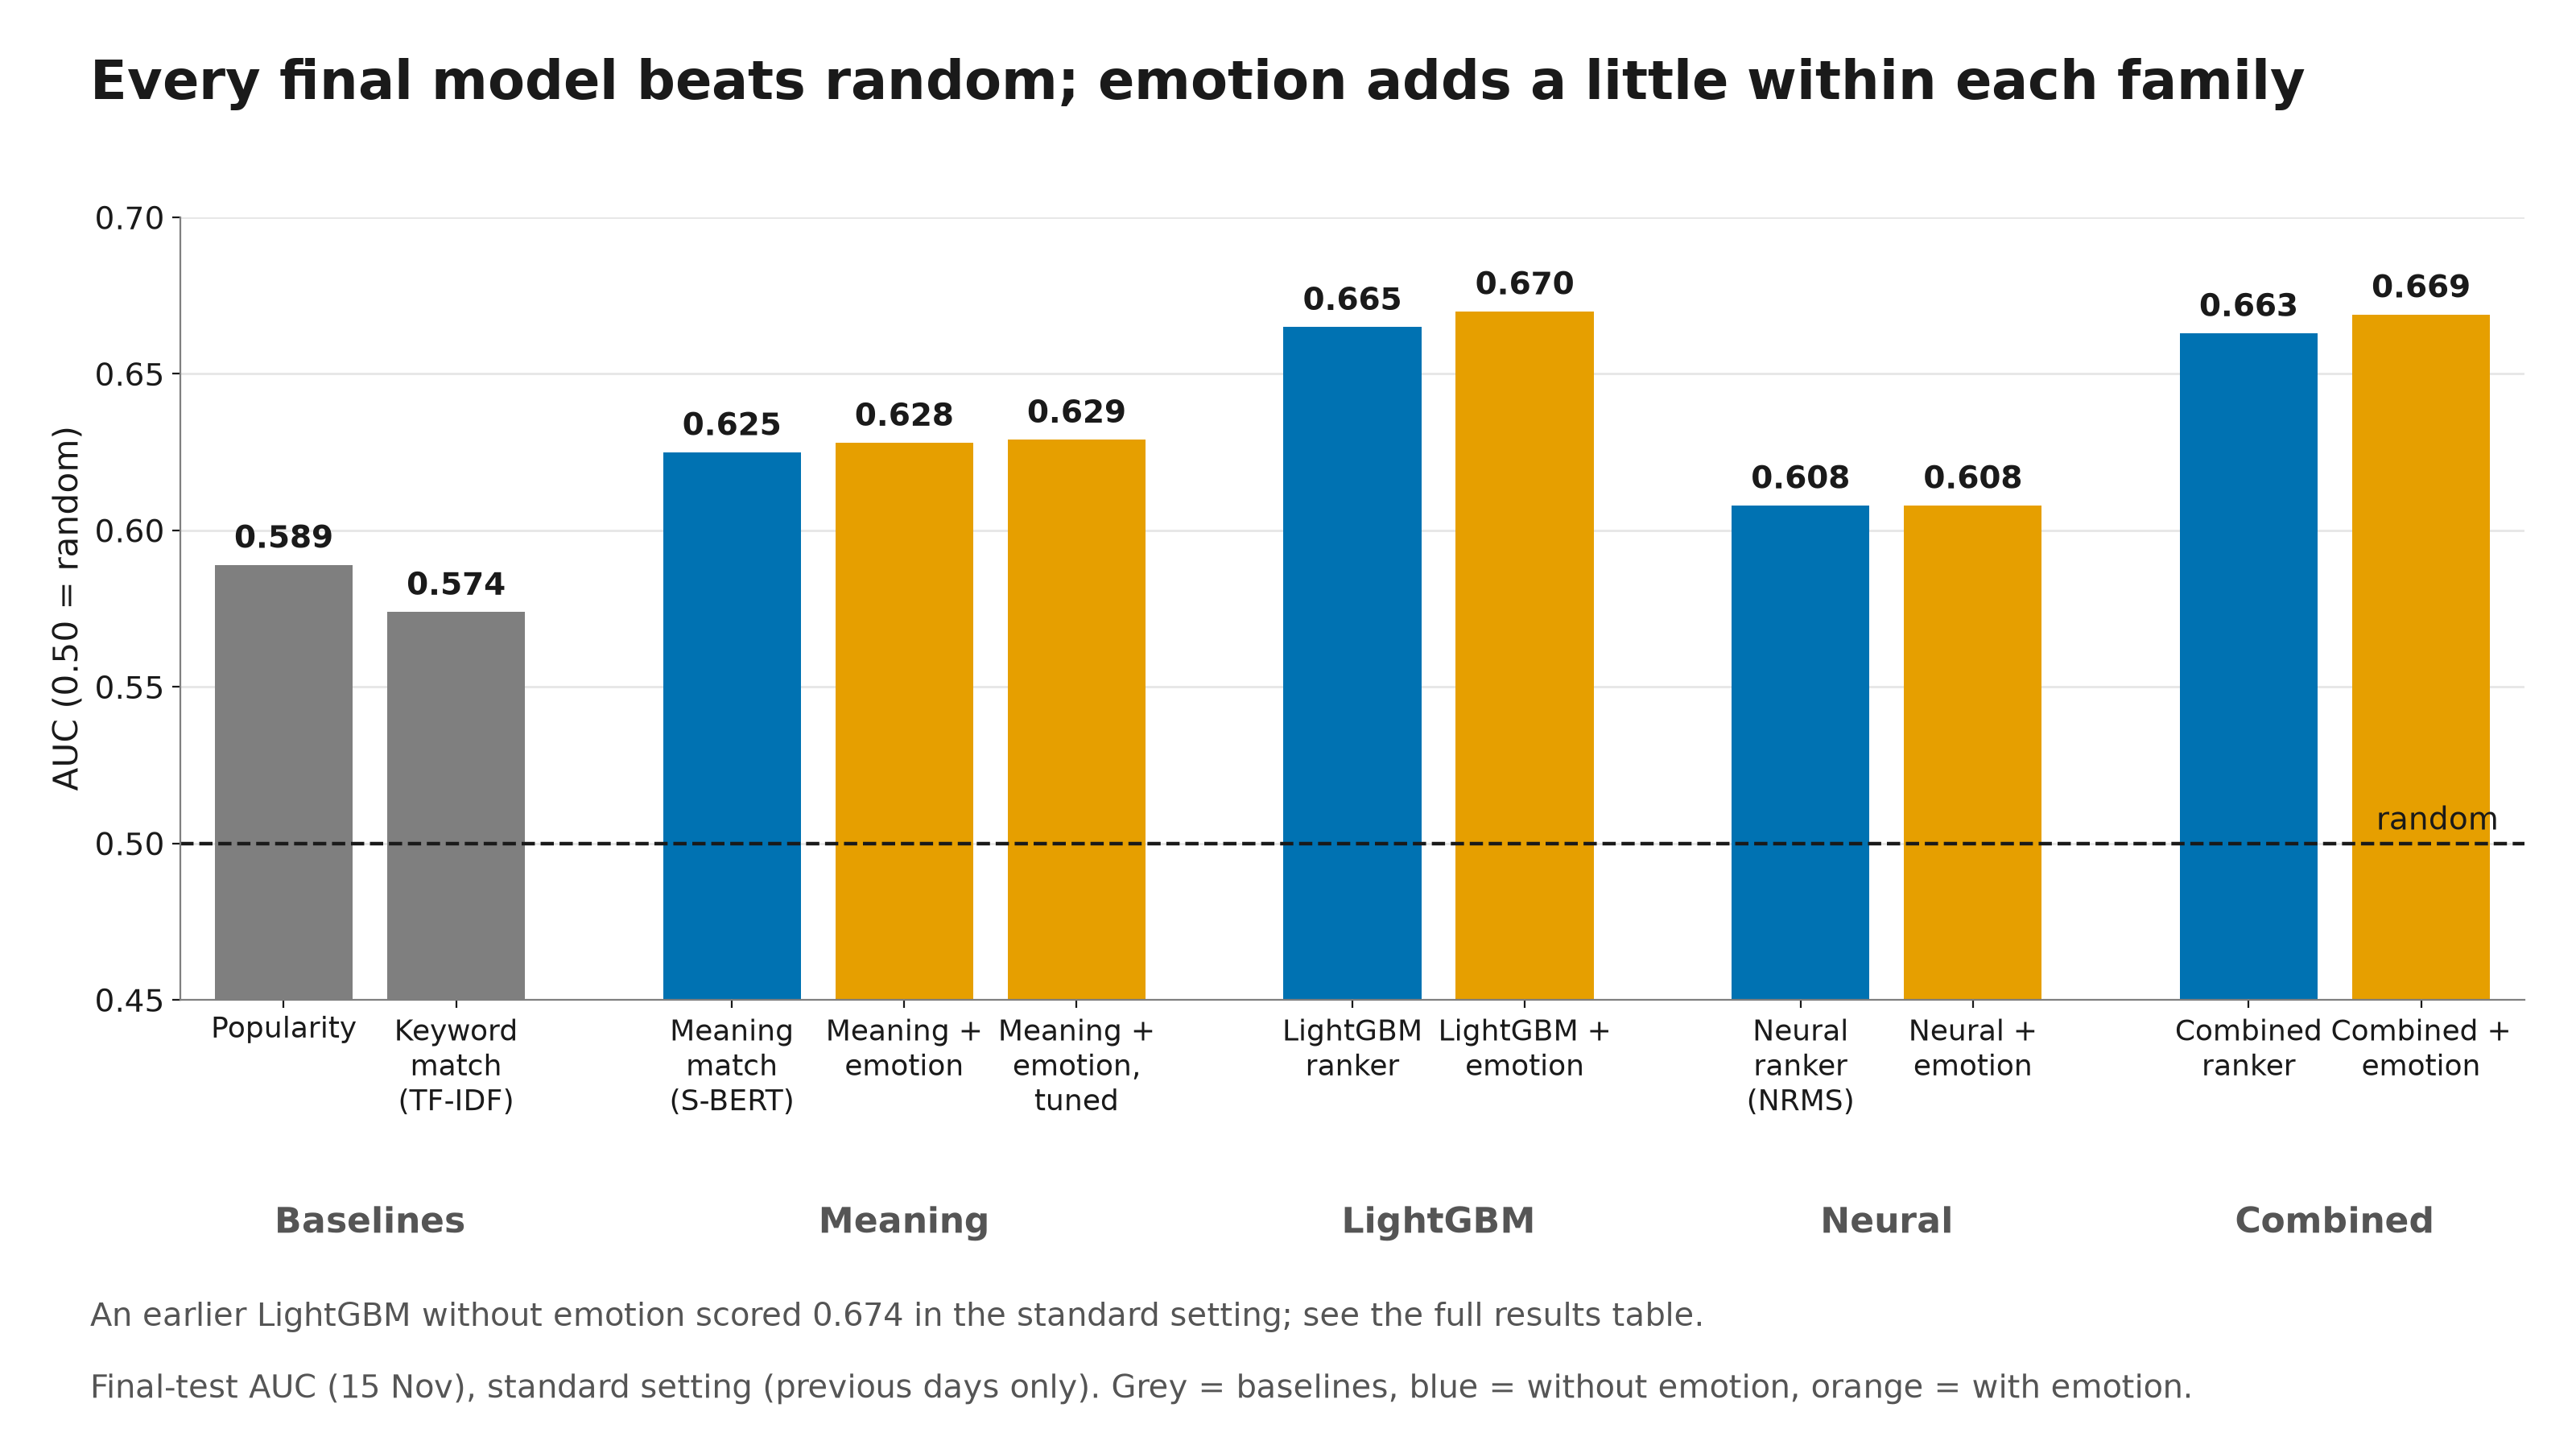 Every final model beats random; emotion adds a little within each family
AUC (0.50 = random)
0.70
0.65
0.60
0.55
0.50
0.45
0.589
0.574
0.625
0.628
0.629
0.665
0.670
0.608
0.608
0.663
0.669
random
Popularity
Keyword
match
(TF-IDF)
Meaning
match
(S-BERT)
Meaning +
emotion
Meaning +
emotion,
tuned
LightGBM
ranker
LightGBM +
emotion
Neural
ranker
(NRMS)
Neural +
emotion
Combined
ranker
Combined +
emotion
Baselines
Meaning
LightGBM
Neural
Combined
An earlier LightGBM without emotion scored 0.674 in the standard setting; see the full results table.
Final-test AUC (15 Nov), standard setting (previous days only). Grey = baselines, blue = without emotion, orange = with emotion.